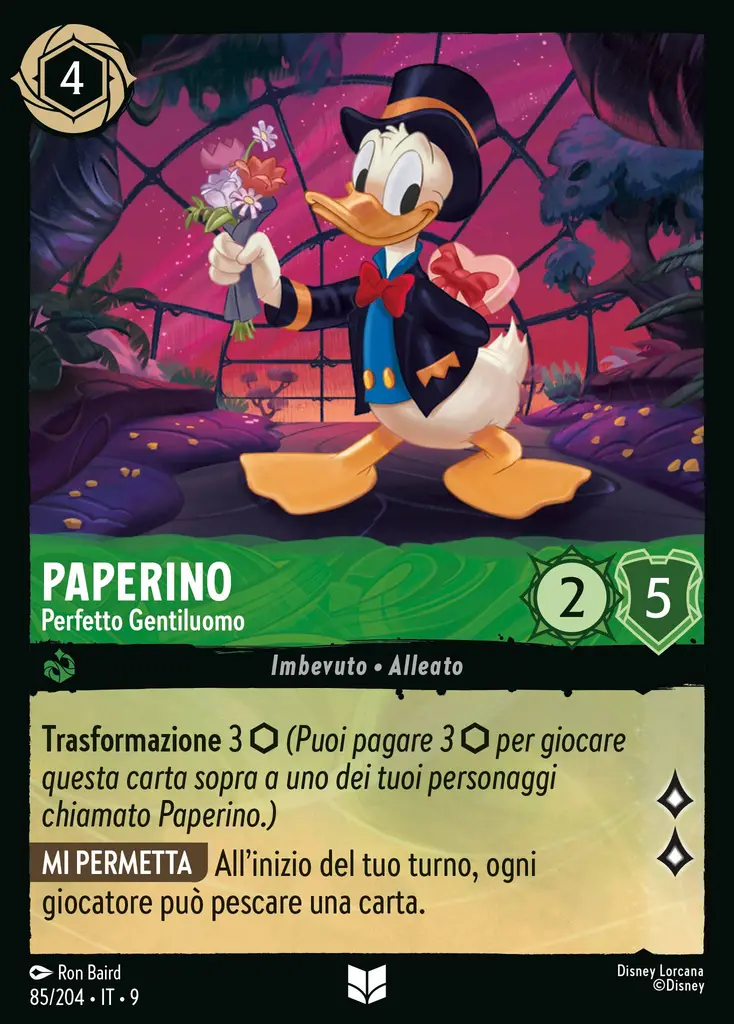 4
PAPERINO
Perfetto Gentiluomo
2
5
Imbevuto • Alleato
Trasformazione 3 ⬡ (Puoi pagare 3 ⬡ per giocare
questa carta sopra a uno dei tuoi personaggi
chiamato Paperino.)
MI PERMETTA All'inizio del tuo turno, ogni
giocatore può pescare una carta.
Ron Baird
85/204 • IT • 9
Disney Lorcana
©Disney